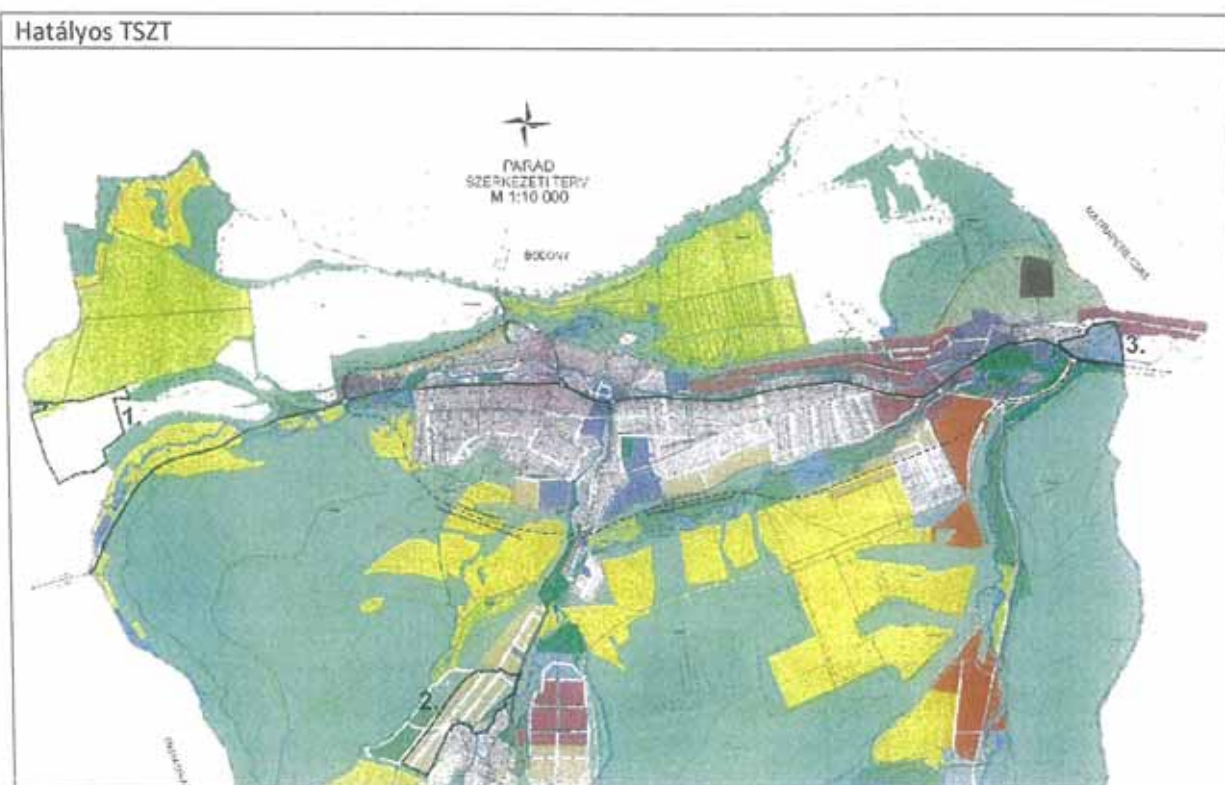 Hatályos TSZT
PARÁD
SZERKEZETI TERV
M 1:10 000
BODONY
1.
3.
2.